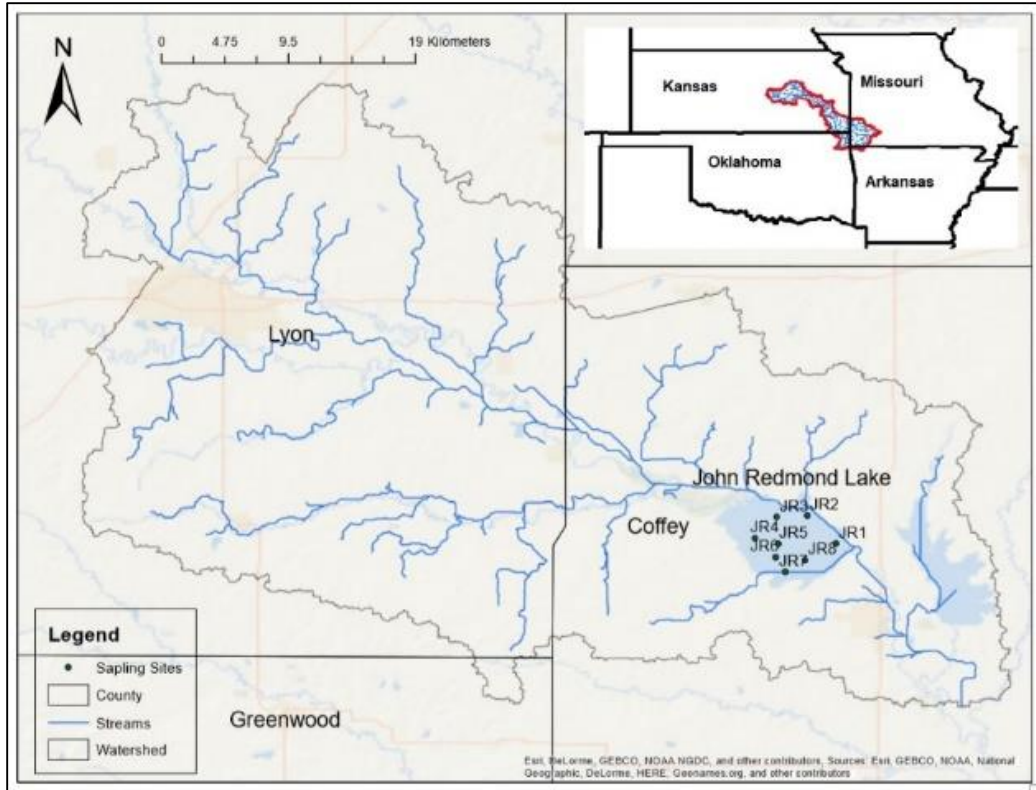 N
0 4.75 9.5 19 Kilometers
Kansas
Missouri
Oklahoma
Arkansas
Lyon
John Redmond Lake
JR3
JR2
JR4
JR5
JR1
JR6
JR8
JR7
Coffey
Greenwood
Legend
Sapling Sites
County
Streams
Watershed
Esri, DeLorme, GEBCO, NOAA NGDC, and other contributors, Sources: Esri, GEBCO, NOAA, National
Geographic, DeLorme, HERE, Geonames.org, and other contributors